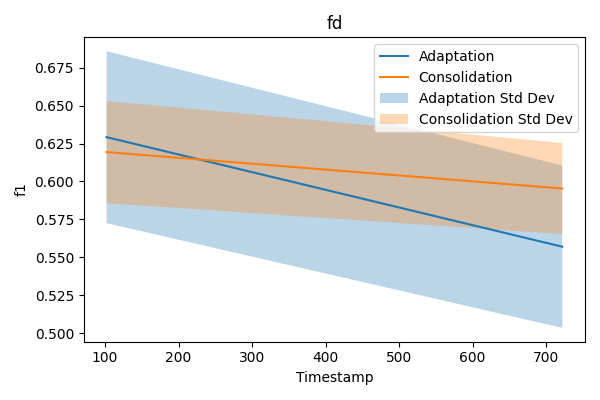 fd
Adaptation
Consolidation
Adaptation Std Dev
Consolidation Std Dev
f1
0.675
0.650
0.625
0.600
0.575
0.550
0.525
0.500
100 200 300 400 500 600 700
Timestamp